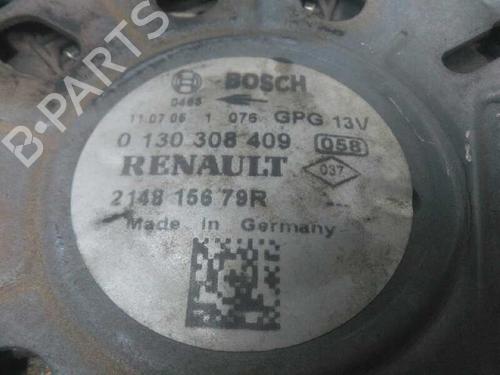 BOSCH
0465
11.07.06 1 076 GPG 13V
0 130 308 409 058
RENAULT 037
2148 156 79R ---
Made in Germany
B-PARTS